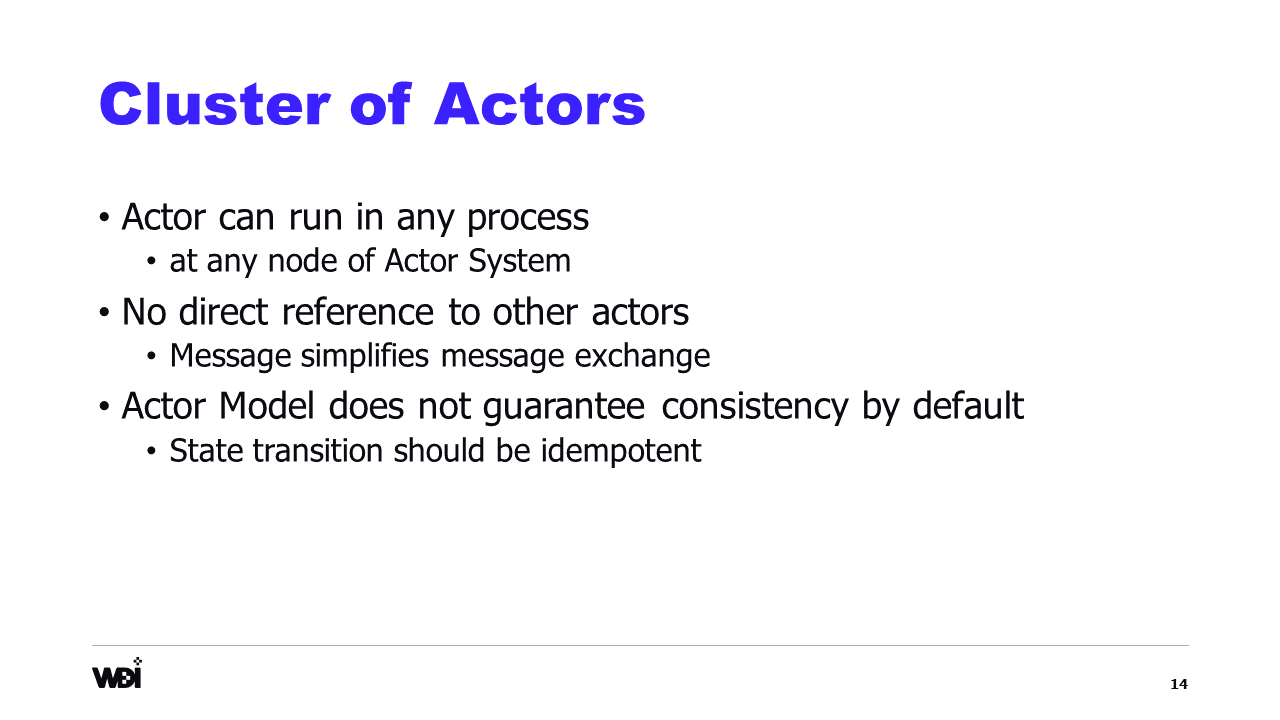 Cluster of Actors
• Actor can run in any process
• at any node of Actor System
• No direct reference to other actors
• Message simplifies message exchange
• Actor Model does not guarantee consistency by default
• State transition should be idempotent
WDI
14